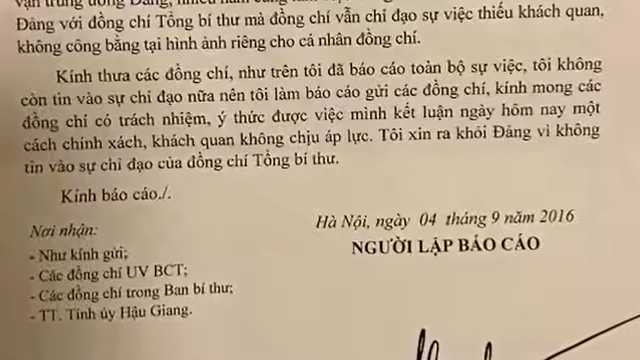 vạn trung ương Đảng, nhiều năm
Đảng với đồng chí Tổng bí thư mà đồng chí vẫn chỉ đạo sự việc thiếu khách quan,
không công bằng tại hình ảnh riêng cho cá nhân đồng chí.
Kính thưa các đồng chí, như trên tôi đã báo cáo toàn bộ sự việc, tôi không
còn tin vào sự chỉ đạo nữa nên tôi làm báo cáo gửi các đồng chí, kính mong các
đồng chí có trách nhiệm, ý thức được việc mình kết luận ngày hôm nay một
cách chính xách, khách quan không chịu áp lực. Tôi xin ra khỏi Đảng vì không
tin vào sự chỉ đạo của đồng chí Tổng bí thư.
Kính báo cáo./.
Hà Nội, ngày 04 tháng 9 năm 2016
NGƯỜI LẬP BÁO CÁO
Nơi nhận:
- Như kính gửi;
- Các đồng chí UV BCT;
- Các đồng chí trong Ban bí thư;
- TT. Tỉnh ủy Hậu Giang.